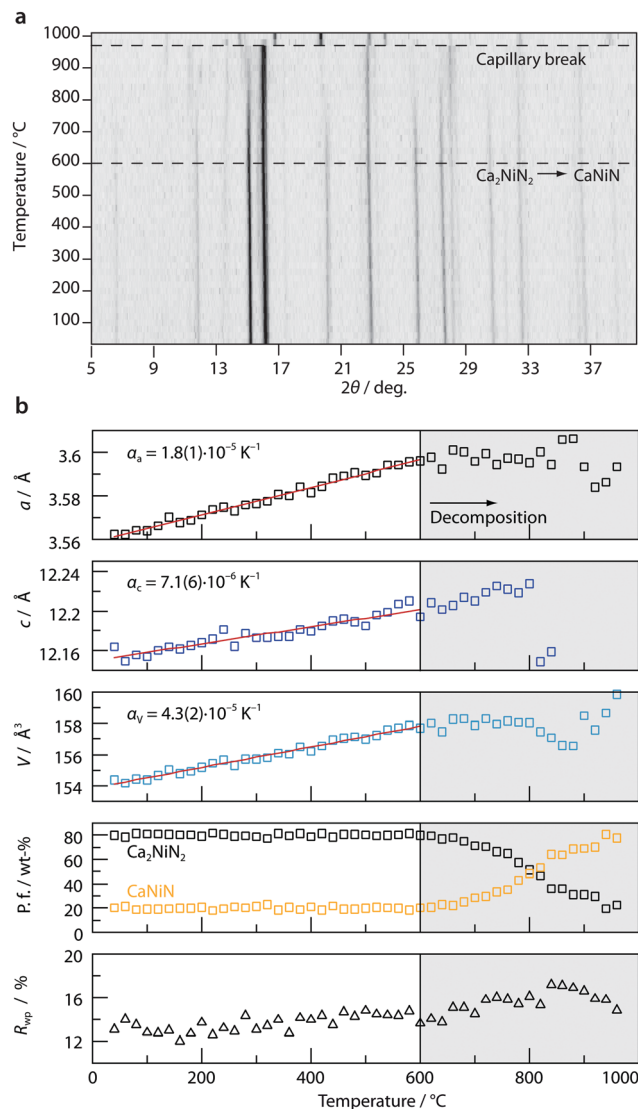 a
1000
900
800
700
600
500
400
300
200
100
Temperature / °C
Capillary break
Ca₂NiN₂ → CaNiN
5 9 13 17 21 25 29 33 37
2θ / deg.
b
αa = 1.8(1)·10⁻⁵ K⁻¹
3.6
3.58
3.56
a / Å
Decomposition
αc = 7.1(6)·10⁻⁶ K⁻¹
12.24
12.2
12.16
c / Å
αV = 4.3(2)·10⁻⁵ K⁻¹
160
158
156
154
V / Å³
80
60
40
20
0
P. f. / wt-%
Ca₂NiN₂
CaNiN
20
16
12
Rwp / %
0 200 400 600 800 1000
Temperature / °C